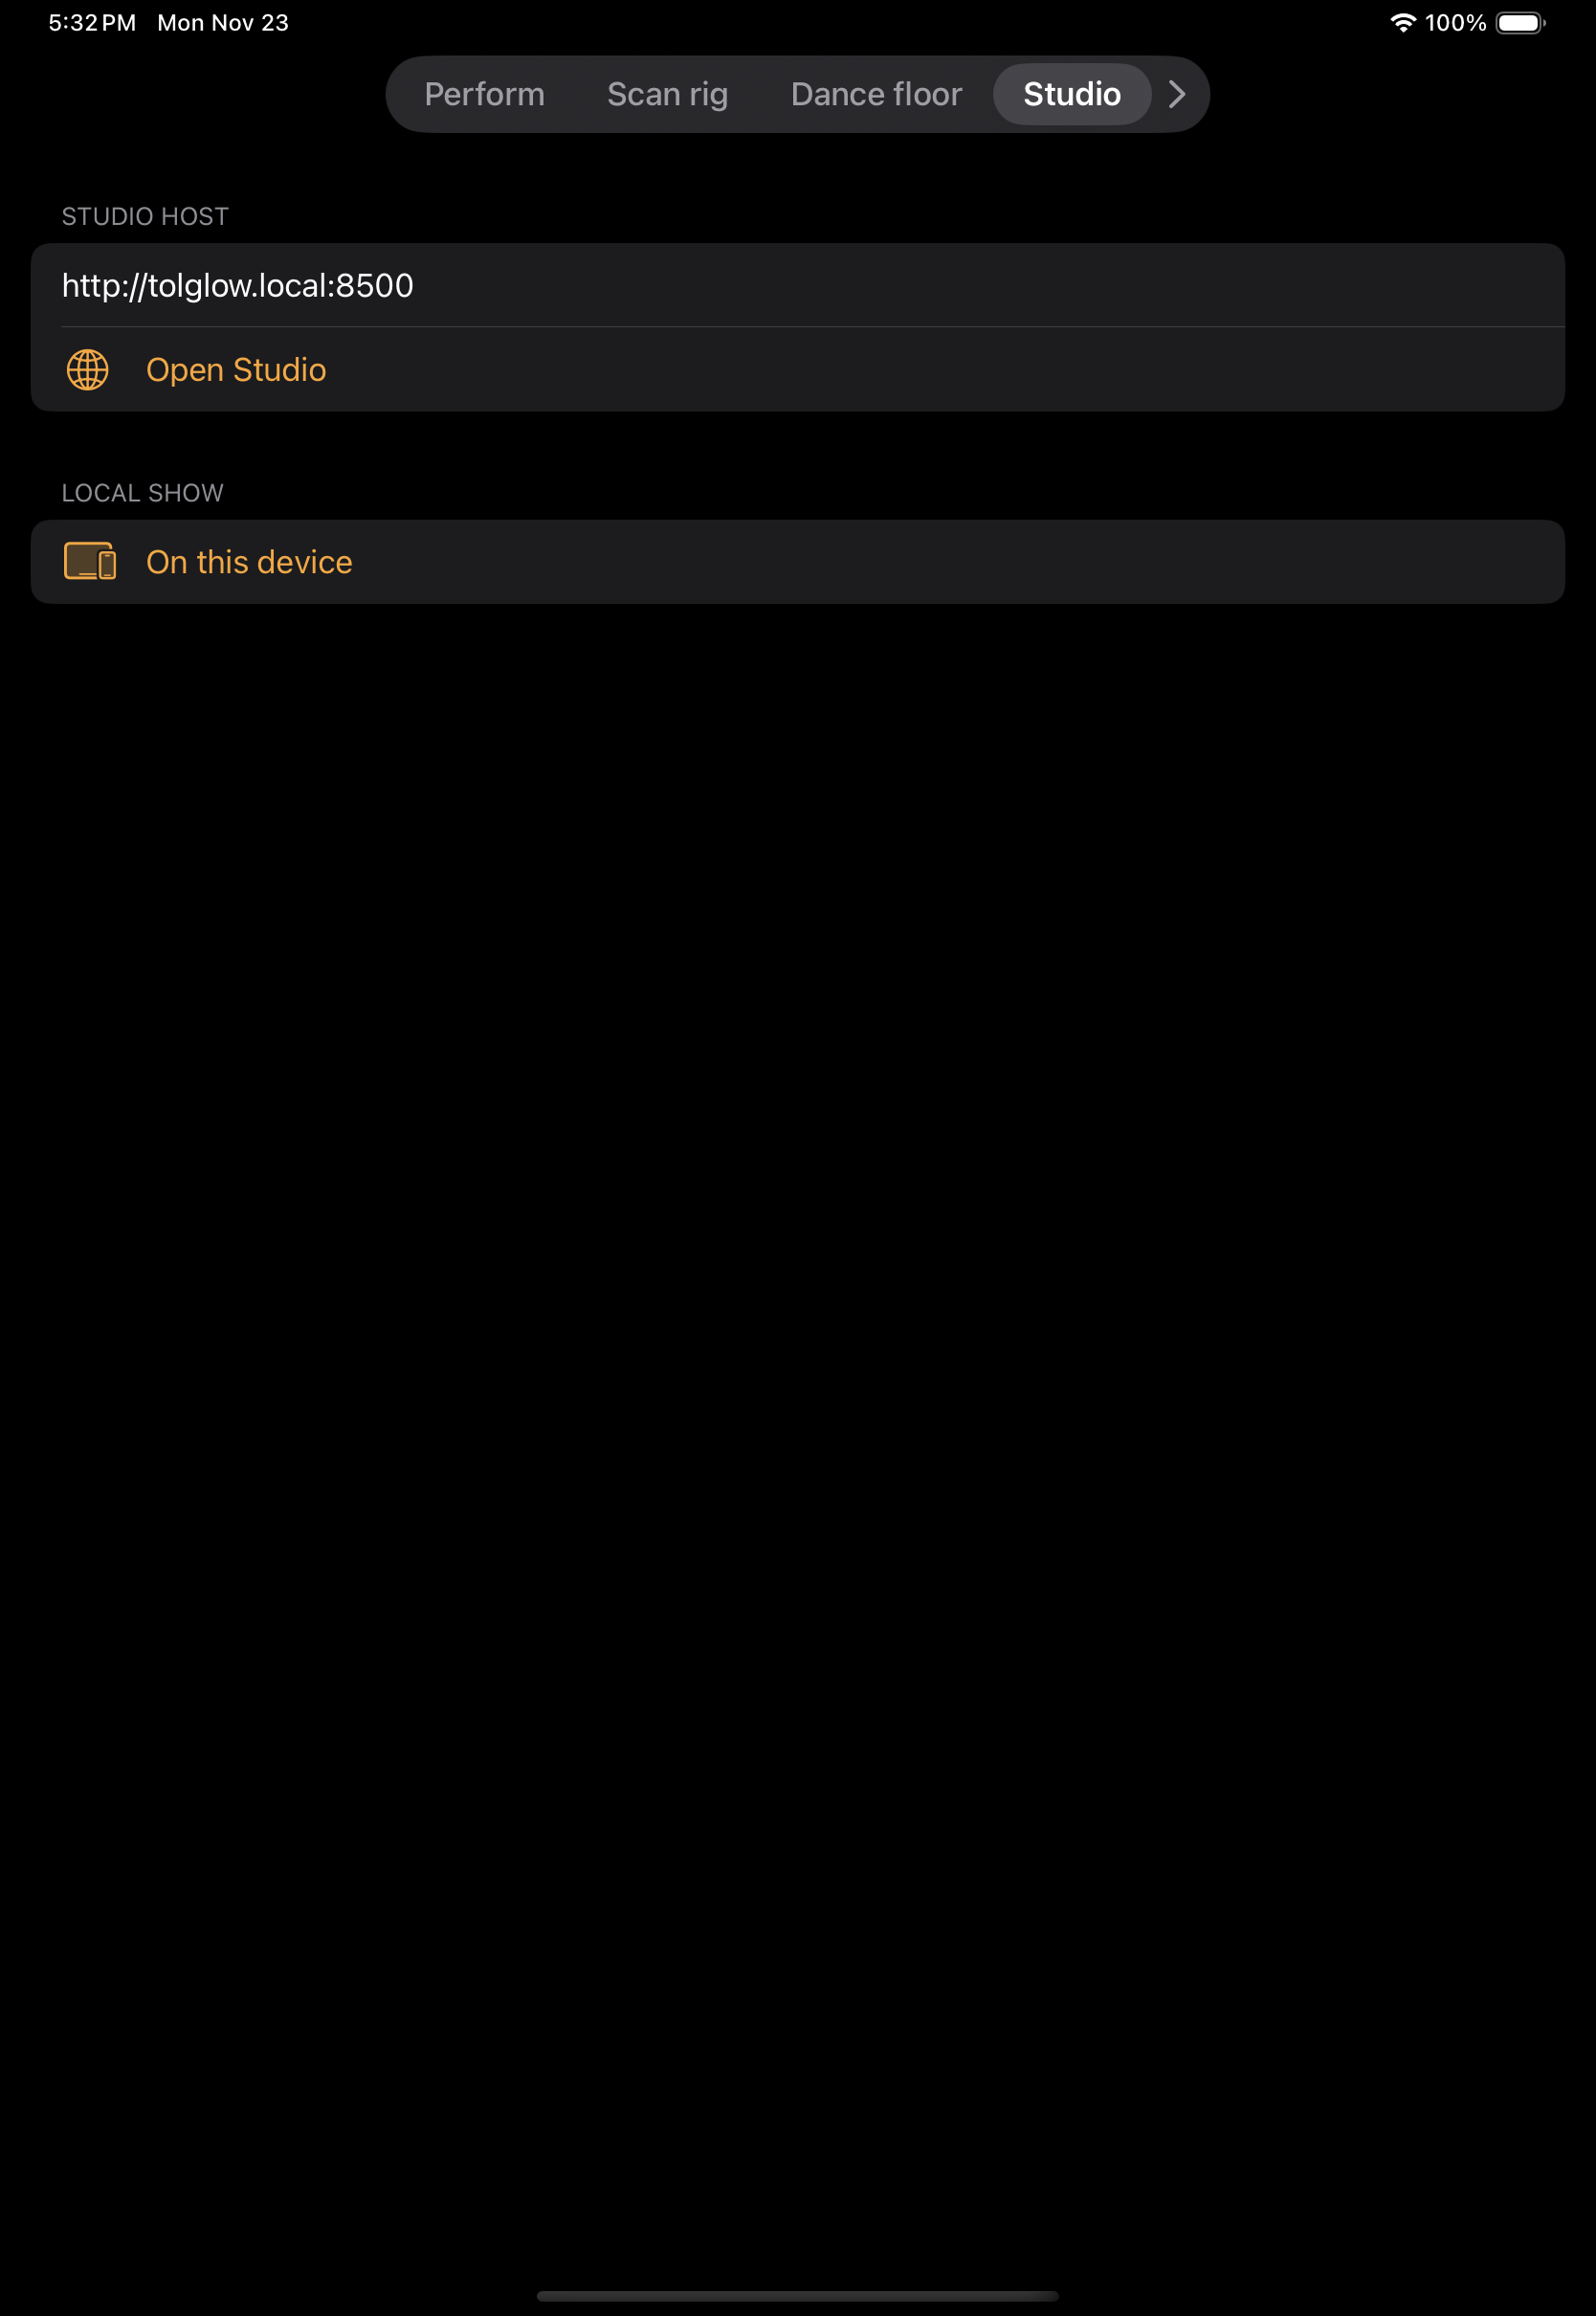 5:32 PM Mon Nov 23 100%
Perform Scan rig Dance floor Studio
STUDIO HOST
http://tolglow.local:8500
Open Studio
LOCAL SHOW
On this device